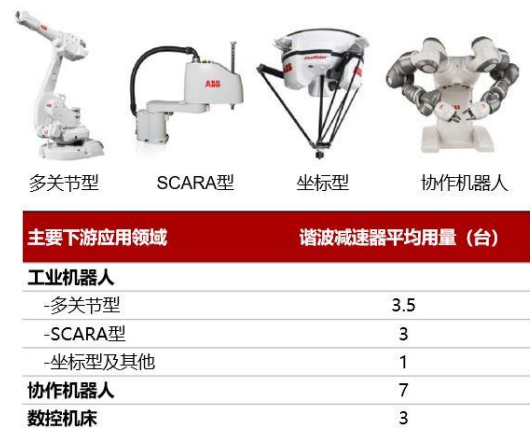 ABB
多关节型
SCARA型
坐标型
协作机器人
主要下游应用领域 谐波减速器平均用量（台）
工业机器人
-多关节型 3.5
-SCARA型 3
-坐标型及其他 1
协作机器人 7
数控机床 3